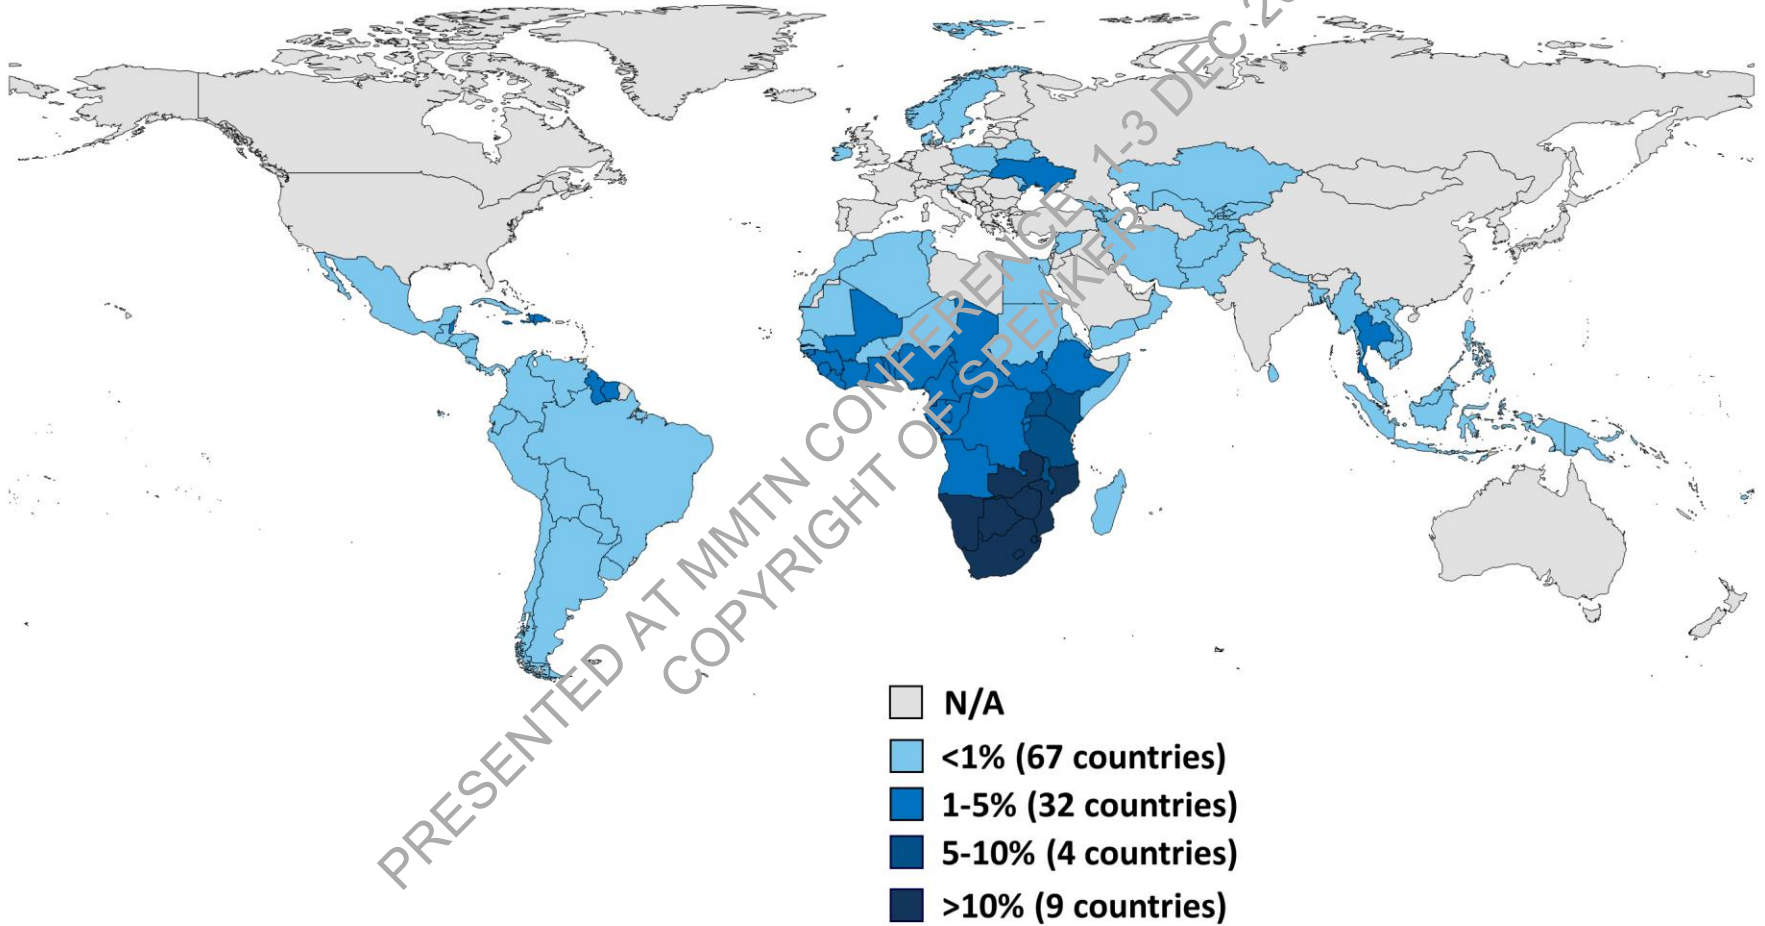 PRESENTED AT MMTN CONFERENCE, 1-3 DEC
COPYRIGHT OF SPEAKER
N/A
<1% (67 countries)
1-5% (32 countries)
5-10% (4 countries)
>10% (9 countries)